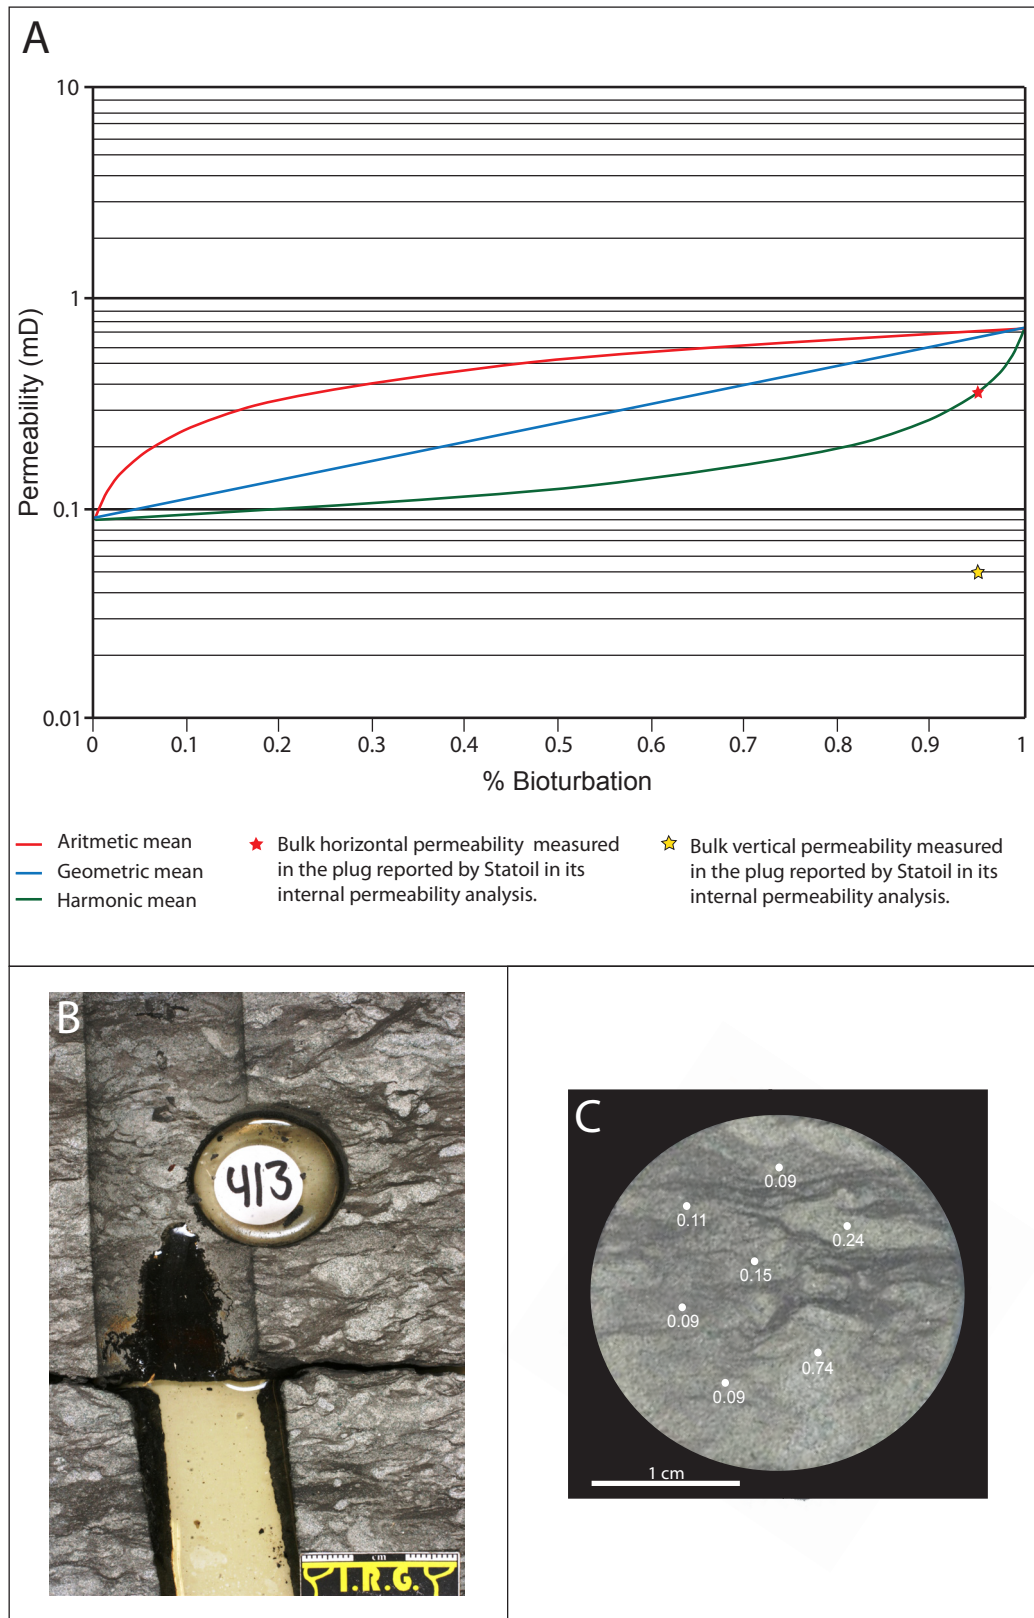 A
10
1
0.1
0.01
Permeability (mD)
0 0.1 0.2 0.3 0.4 0.5 0.6 0.7 0.8 0.9 1
% Bioturbation
Aritmetic mean
Geometric mean
Harmonic mean
Bulk horizontal permeability measured
in the plug reported by Statoil in its
internal permeability analysis.
Bulk vertical permeability measured
in the plug reported by Statoil in its
internal permeability analysis.
B
413
cm
I.R.G.
C
0.09
0.11
0.24
0.15
0.09
0.74
0.09
1 cm